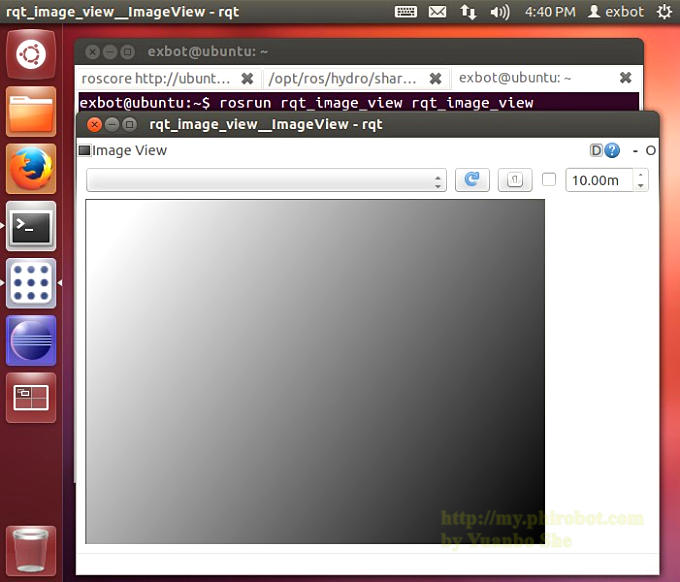 rqt_image_view__ImageView - rqt
4:40 PM
exbot
exbot@ubuntu: ~
roscore http://ubunt...
/opt/ros/hydro/shar...
exbot@ubuntu: ~
exbot@ubuntu:~$ rosrun rqt_image_view rqt_image_view
rqt_image_view__ImageView - rqt
Image View
D
?
- O
10.00m
http://my.phirobot.com
by Yuanbo She